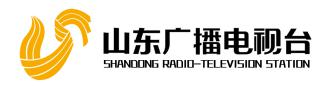 山东广播电视台
SHANDONG RADIO-TELEVISION STATION